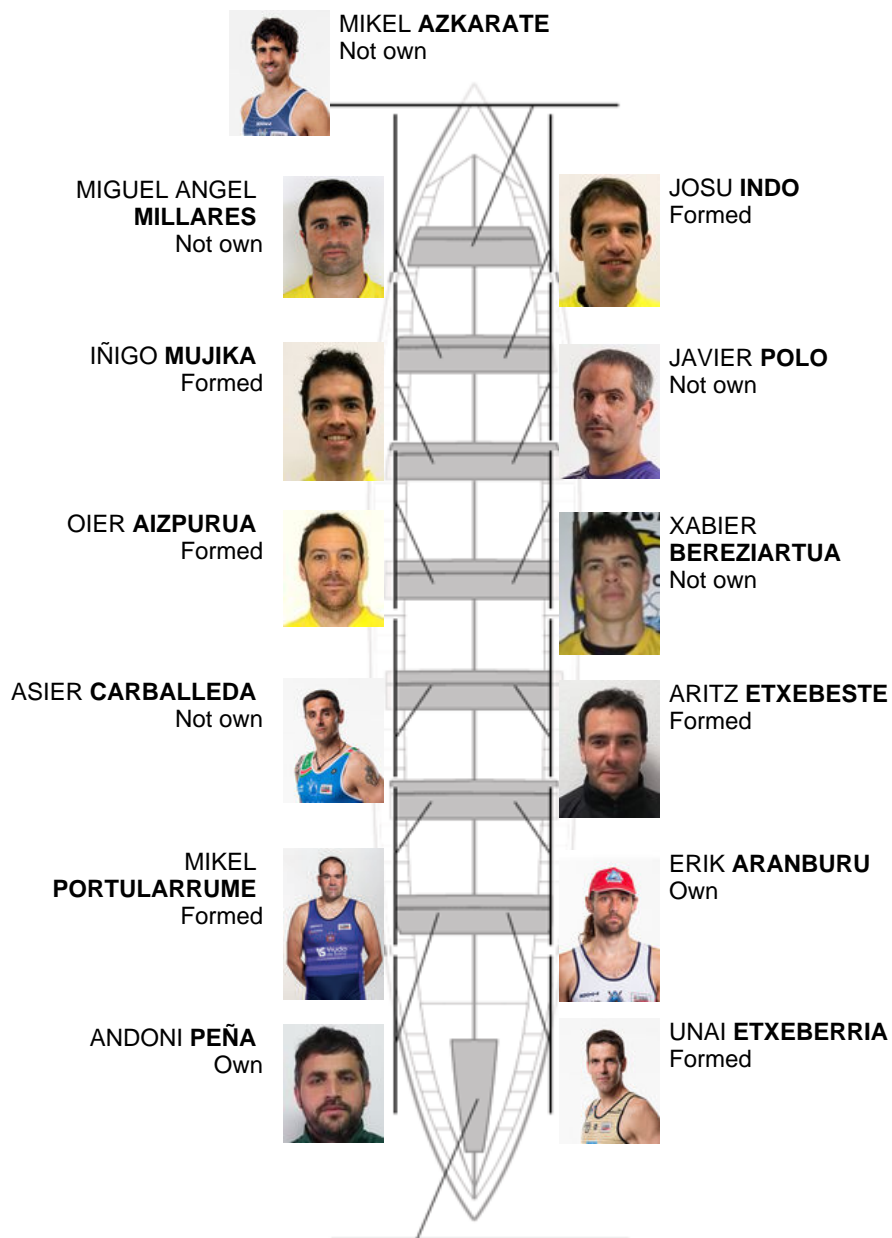 MIKEL AZKARATE
Not own
MIGUEL ANGEL
MILLARES
Not own
JOSU INDO
Formed
IÑIGO MUJIKA
Formed
JAVIER POLO
Not own
OIER AIZPURUA
Formed
XABIER
BEREZIARTUA
Not own
ASIER CARBALLEDA
Not own
ARITZ ETXEBESTE
Formed
MIKEL
PORTULARRUME
Formed
ERIK ARANBURU
Own
ANDONI PEÑA
Own
UNAI ETXEBERRIA
Formed